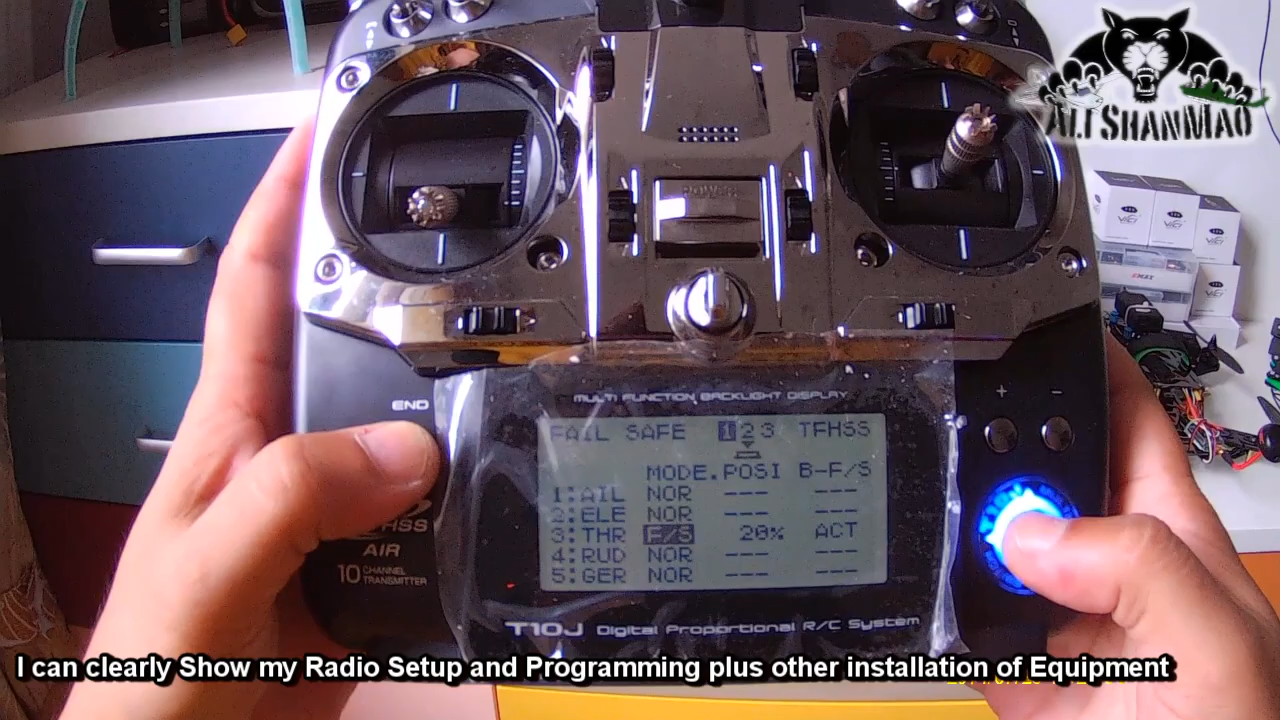 ALISHANMAO
POWER
END
MULTI FUNCTION BACKLIGHT DISPLAY
+ -
FAIL SAFE 1 2 3 TFHSS
MODE. POSI B-F/S
1:AIL NOR --- ---
2:ELE NOR --- ---
3:THR F/S 20% ACT
4:RUD NOR --- ---
5:GER NOR --- ---
AIR
10 CHANNEL
TRANSMITTER
T10J Digital Proportional R/C System
I can clearly Show my Radio Setup and Programming plus other installation of Equipment